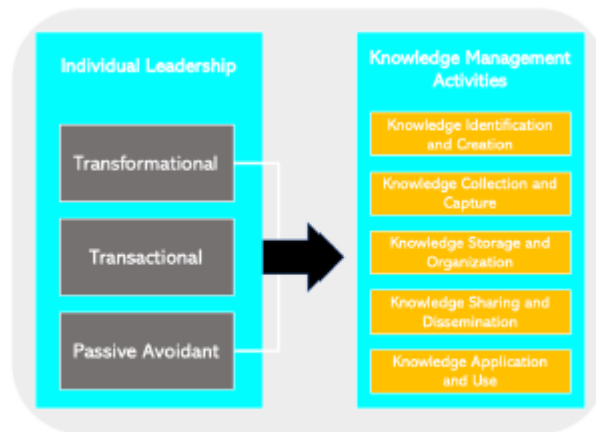 Individual Leadership
Transformational
Transactional
Passive Avoidant
Knowledge Management
Activities
Knowledge Identification
and Creation
Knowledge Collection and
Capture
Knowledge Storage and
Organization
Knowledge Sharing and
Dissemination
Knowledge Application
and Use